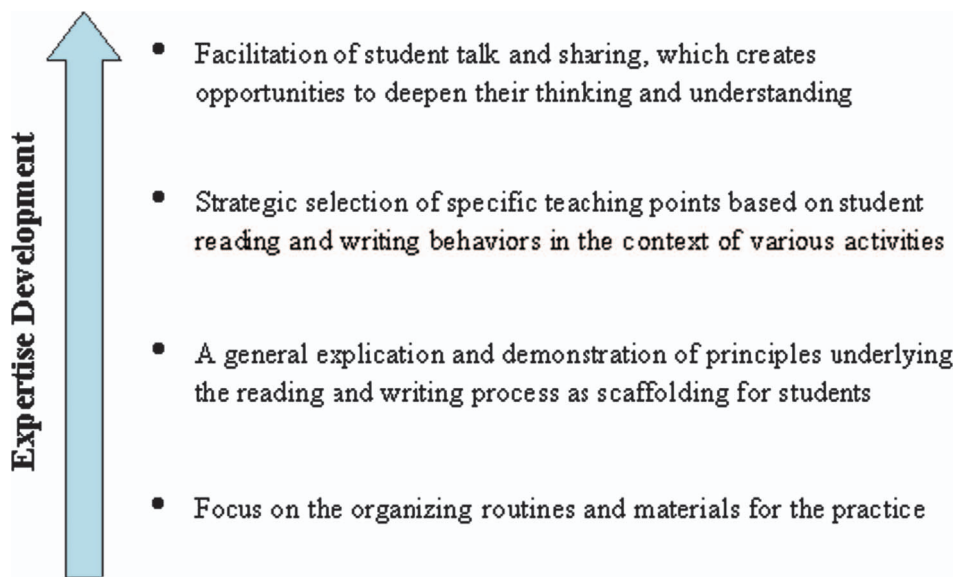 Expertise Development
• Facilitation of student talk and sharing, which creates
opportunities to deepen their thinking and understanding
• Strategic selection of specific teaching points based on student
reading and writing behaviors in the context of various activities
• A general explication and demonstration of principles underlying
the reading and writing process as scaffolding for students
• Focus on the organizing routines and materials for the practice